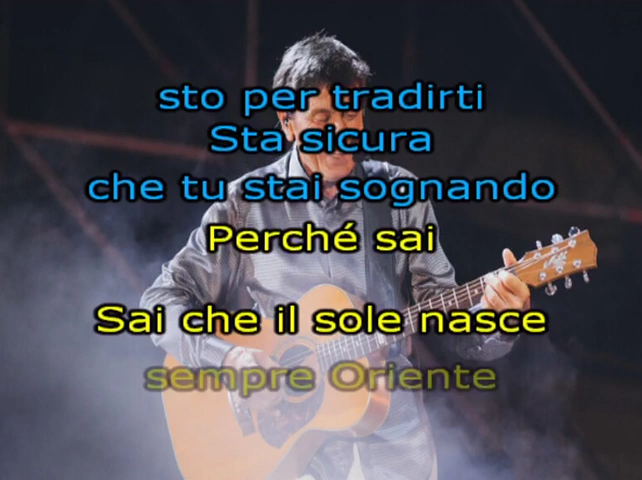 sto per tradirti
Sta sicura
che tu stai sognando
Perché sai
Sai che il sole nasce
sempre Oriente